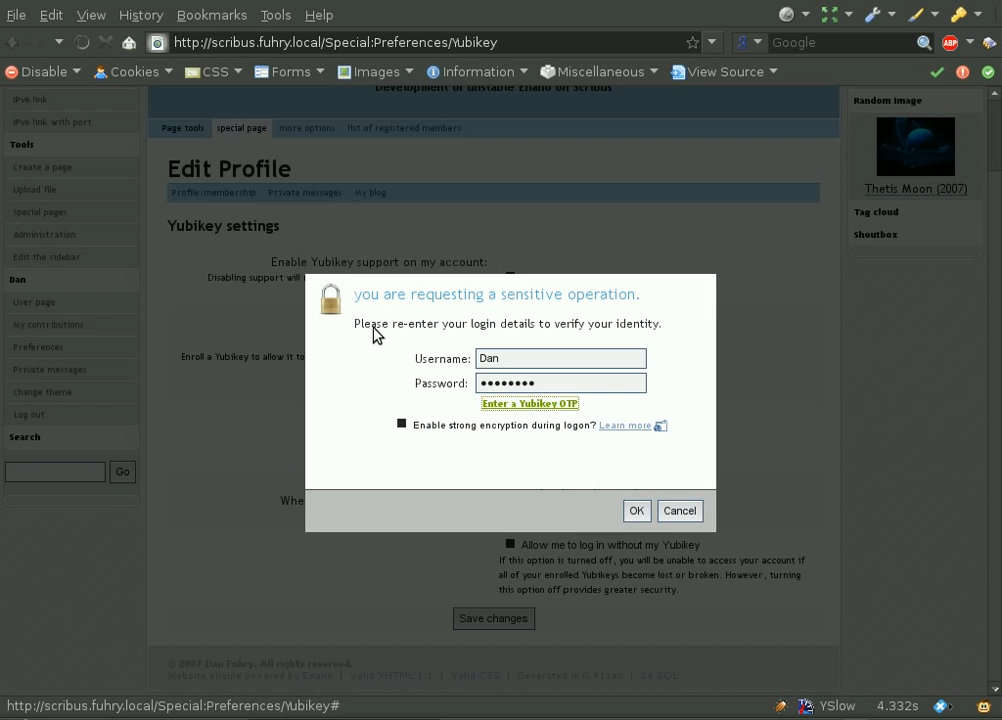 File Edit View History Bookmarks Tools Help
http://scribus.fuhry.local/Special:Preferences/Yubikey
Google
Disable Cookies CSS Forms Images Information Miscellaneous View Source
Development of unstable Enano on Scribus
IPv6 link
IPv6 link with port
Tools
Create a page
Upload file
Special pages
Administration
Edit the sidebar
Dan
User page
My contributions
Preferences
Private messages
Change theme
Log out
Search
Go
Page tools special page more options list of registered members
Edit Profile
Profile/membership Private messages My blog
Yubikey settings
Enable Yubikey support on my account:
Disabling support will
Enroll a Yubikey to allow it to
Whe
you are requesting a sensitive operation.
Please re-enter your login details to verify your identity.
Username: Dan
Password: ●●●●●●●●
Enter a Yubikey OTP
Enable strong encryption during logon? Learn more
OK Cancel
Allow me to log in without my Yubikey
If this option is turned off, you will be unable to access your account if
all of your enrolled Yubikeys become lost or broken. However, turning
this option off provides greater security.
Save changes
© 2007 Dan Fuhry. All rights reserved.
Website engine powered by Enano | Valid XHTML 1.1 | Valid CSS | Generated in 0.41sec | 24 SQL
Random Image
Thetis Moon (2007)
Tag cloud
Shoutbox
http://scribus.fuhry.local/Special:Preferences/Yubikey#
YSlow 4.332s